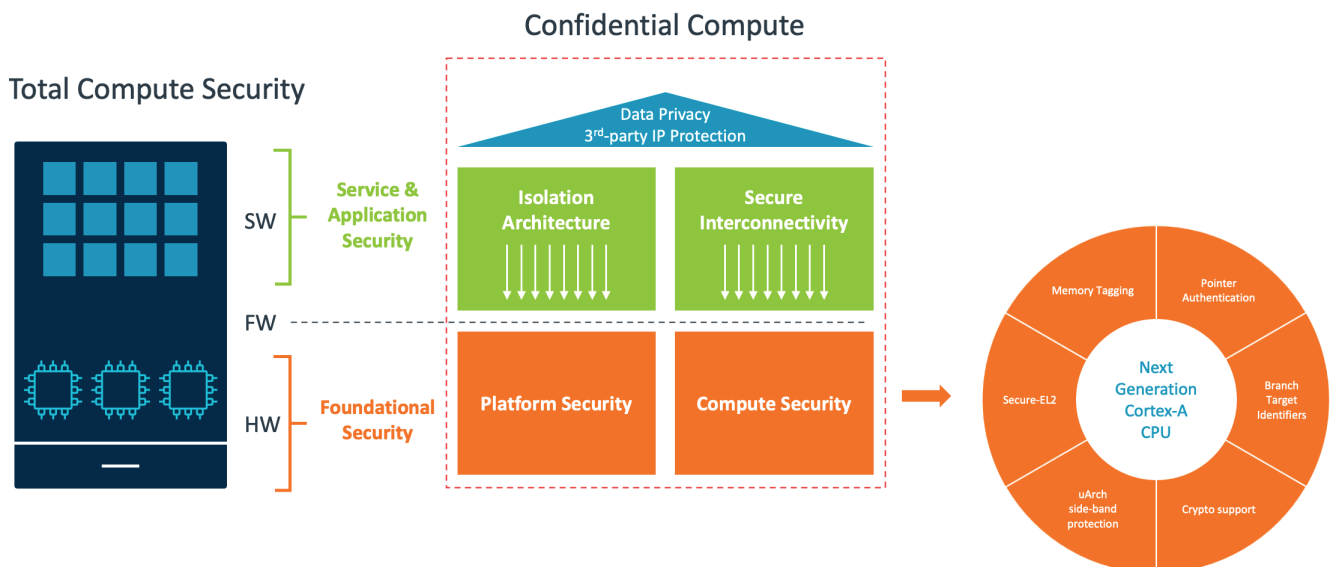 Confidential Compute
Total Compute Security
Data Privacy
3rd-party IP Protection
SW
Service &
Application
Security
Isolation
Architecture
Secure
Interconnectivity
FW
HW
Foundational
Security
Platform Security
Compute Security
Memory Tagging
Pointer
Authentication
Secure-EL2
Next
Generation
Cortex-A
CPU
Branch
Target
Identifiers
uArch
side-band
protection
Crypto support